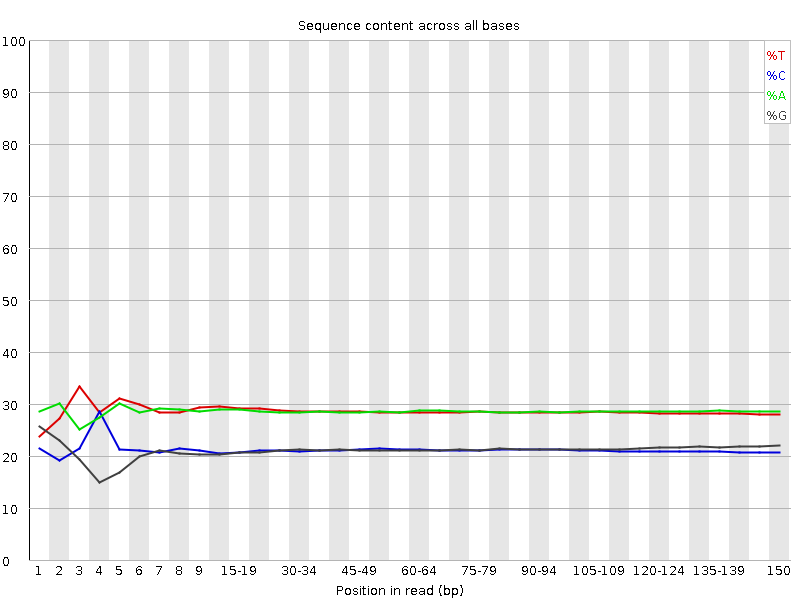 Sequence content across all bases
100
90
80
70
60
50
40
30
20
10
0
%T
%C
%A
%G
1 2 3 4 5 6 7 8 9 15-19 30-34 45-49 60-64 75-79 90-94 105-109 120-124 135-139 150
Position in read (bp)